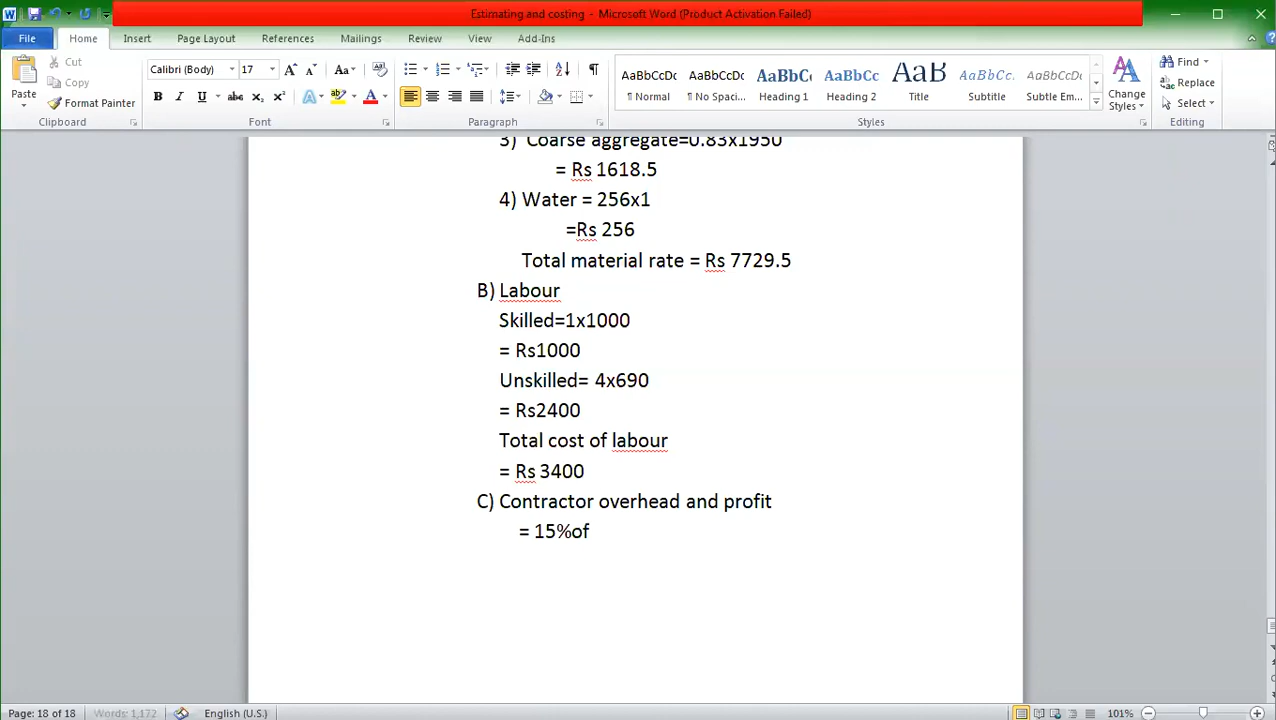 Estimating and costing - Microsoft Word (Product Activation Failed)
File Home Insert Page Layout References Mailings Review View Add-Ins
Paste
Cut
Copy
Format Painter
Clipboard
Calibri (Body) 17
Font
Paragraph
AaBbCcDc AaBbCcDc AaBbCc AaBbCc AaB AaBbCc. AaBbCcDc
¶ Normal ¶ No Spaci... Heading 1 Heading 2 Title Subtitle Subtle Em...
Styles
Change Styles
Find
Replace
Select
Editing
3) Coarse aggregate=0.83x1950
= Rs 1618.5
4) Water = 256x1
=Rs 256
Total material rate = Rs 7729.5
B) Labour
Skilled=1x1000
= Rs1000
Unskilled= 4x690
= Rs2400
Total cost of labour
= Rs 3400
C) Contractor overhead and profit
= 15%of
Page: 18 of 18 Words: 1,172 English (U.S.) 101%